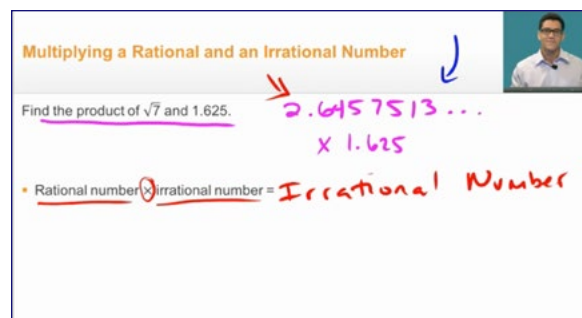 Multiplying a Rational and an Irrational Number
Find the product of √7 and 1.625.
2.6457513...
× 1.625
• Rational number × irrational number = Irrational Number